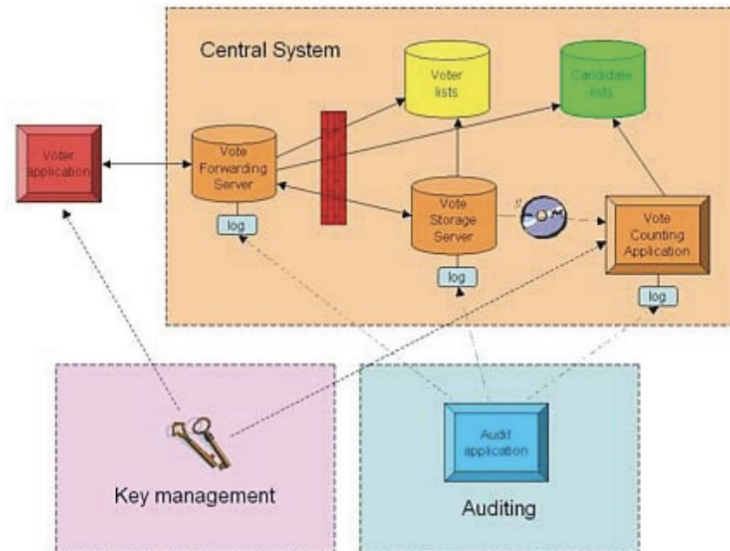 Central System
Voter
lists
Candidate
lists
Voter
application
Vote
Forwarding
Server
Vote
Storage
Server
Vote
Counting
Application
log
log
log
Key management
Audit
application
Auditing